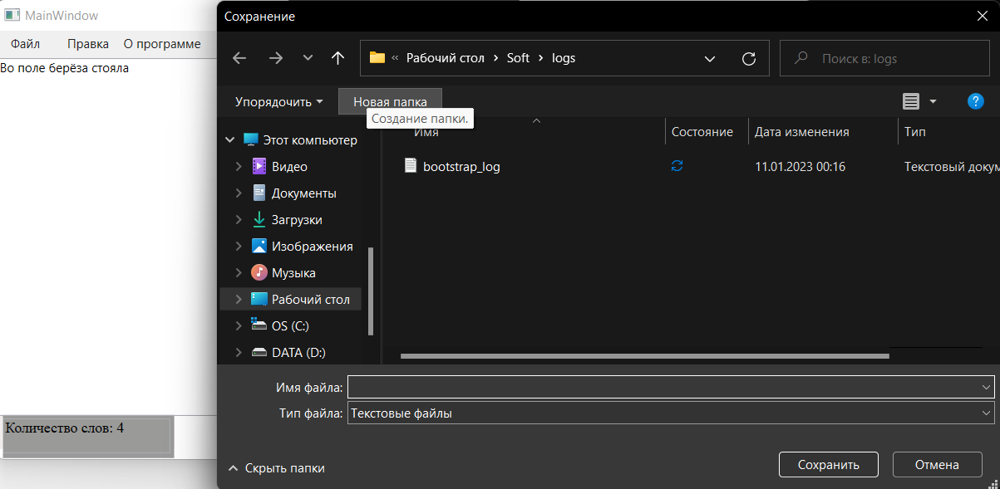 MainWindow
Файл Правка О программе
Во поле берёза стояла
Количество слов: 4
Сохранение
« Рабочий стол › Soft › logs
Поиск в: logs
Упорядочить Новая папка
?
Создание папки.
Имя Состояние Дата изменения Тип
bootstrap_log 11.01.2023 00:16 Текстовый докум
Этот компьютер
Видео
Документы
Загрузки
Изображения
Музыка
Рабочий стол
OS (C:)
DATA (D:)
Имя файла:
Тип файла: Текстовые файлы
Скрыть папки
Сохранить Отмена